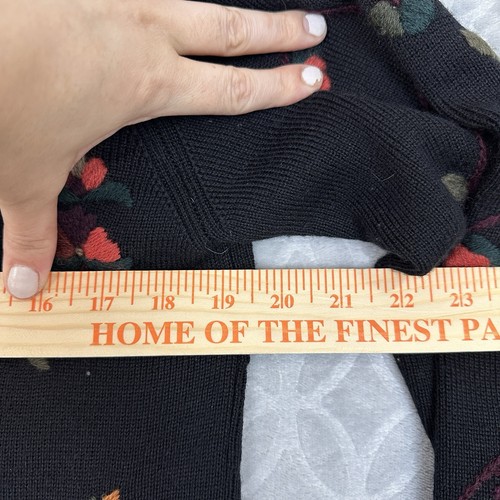 16 17 18 19 20 21 22 23
HOME OF THE FINEST PA